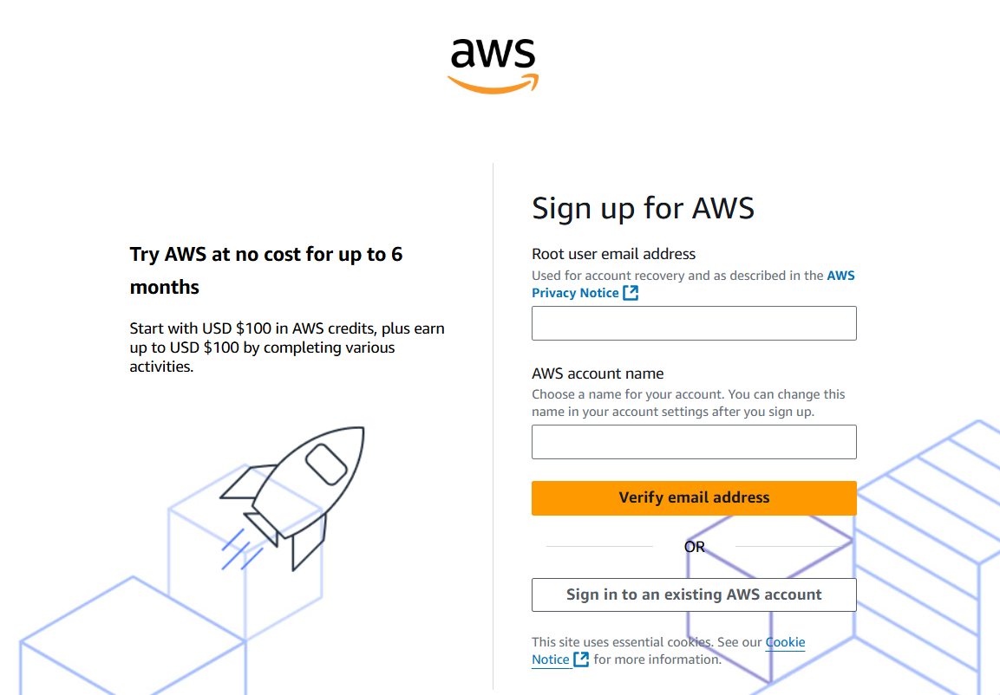 aws
Try AWS at no cost for up to 6
months
Start with USD $100 in AWS credits, plus earn
up to USD $100 by completing various
activities.
Sign up for AWS
Root user email address
Used for account recovery and as described in the AWS
Privacy Notice
AWS account name
Choose a name for your account. You can change this
name in your account settings after you sign up.
Verify email address
OR
Sign in to an existing AWS account
This site uses essential cookies. See our Cookie
Notice for more information.